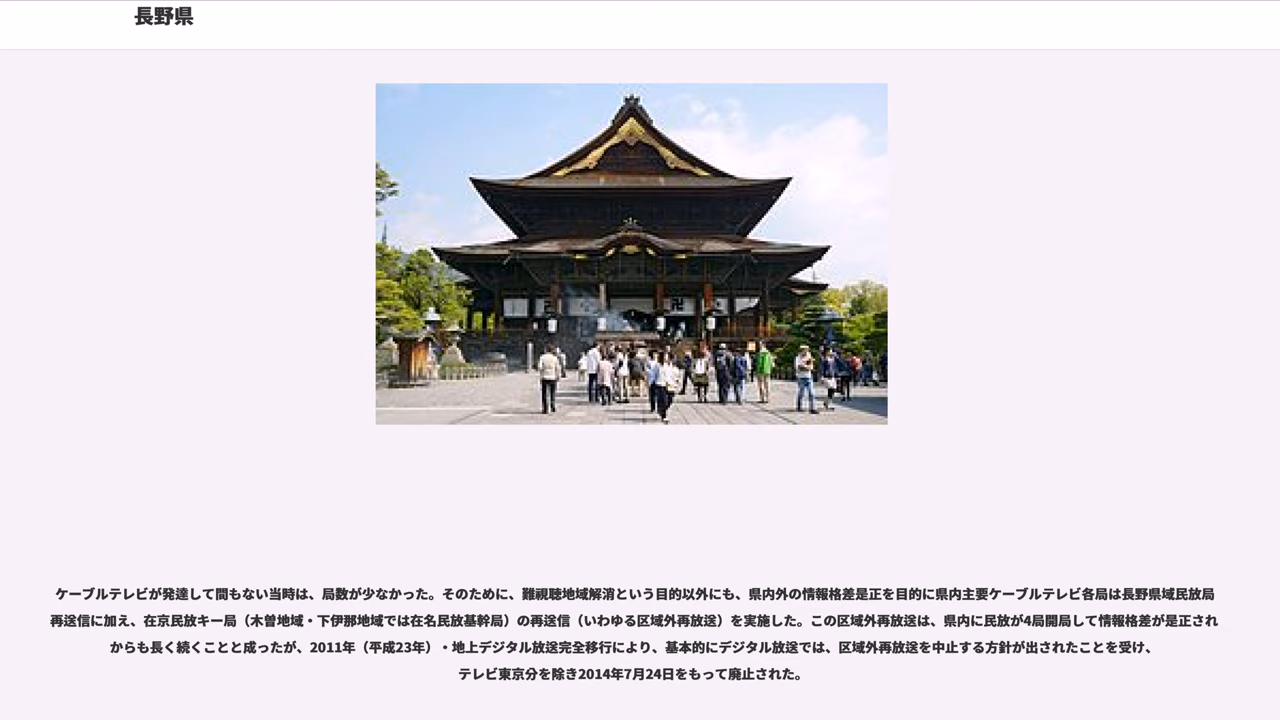 長野県
ケーブルテレビが発達して間もない当時は、局数が少なかった。そのために、難視聴地域解消という目的以外にも、県内外の情報格差是正を目的に県内主要ケーブルテレビ各局は長野県域民放局
再送信に加え、在京民放キー局（木曽地域・下伊那地域では在名民放基幹局）の再送信（いわゆる区域外再放送）を実施した。この区域外再放送は、県内に民放が4局開局して情報格差が是正され
からも長く続くことと成ったが、2011年（平成23年）・地上デジタル放送完全移行により、基本的にデジタル放送では、区域外再放送を中止する方針が出されたことを受け、
テレビ東京分を除き2014年7月24日をもって廃止された。